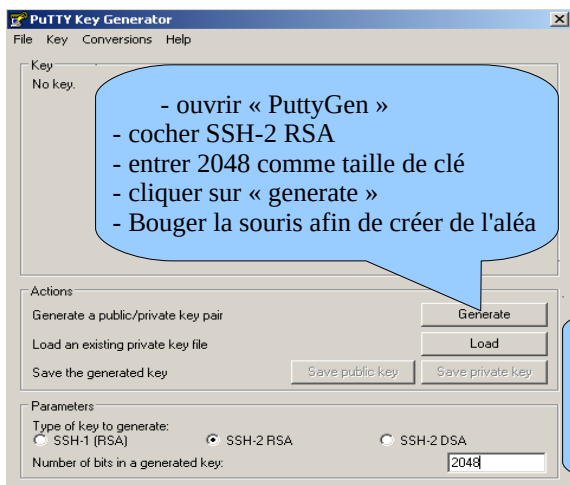 PuTTY Key Generator
File Key Conversions Help
Key
No key.
- ouvrir « PuttyGen »
- cocher SSH-2 RSA
- entrer 2048 comme taille de clé
- cliquer sur « generate »
- Bouger la souris afin de créer de l'aléa
Actions
Generate a public/private key pair Generate
Load an existing private key file Load
Save the generated key Save public key Save private key
Parameters
Type of key to generate:
SSH-1 (RSA) SSH-2 RSA SSH-2 DSA
Number of bits in a generated key: 2048